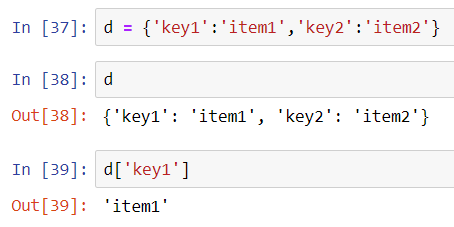 In [37]: d = {'key1':'item1','key2':'item2'}
In [38]: d
Out[38]: {'key1': 'item1', 'key2': 'item2'}
In [39]: d['key1']
Out[39]: 'item1'